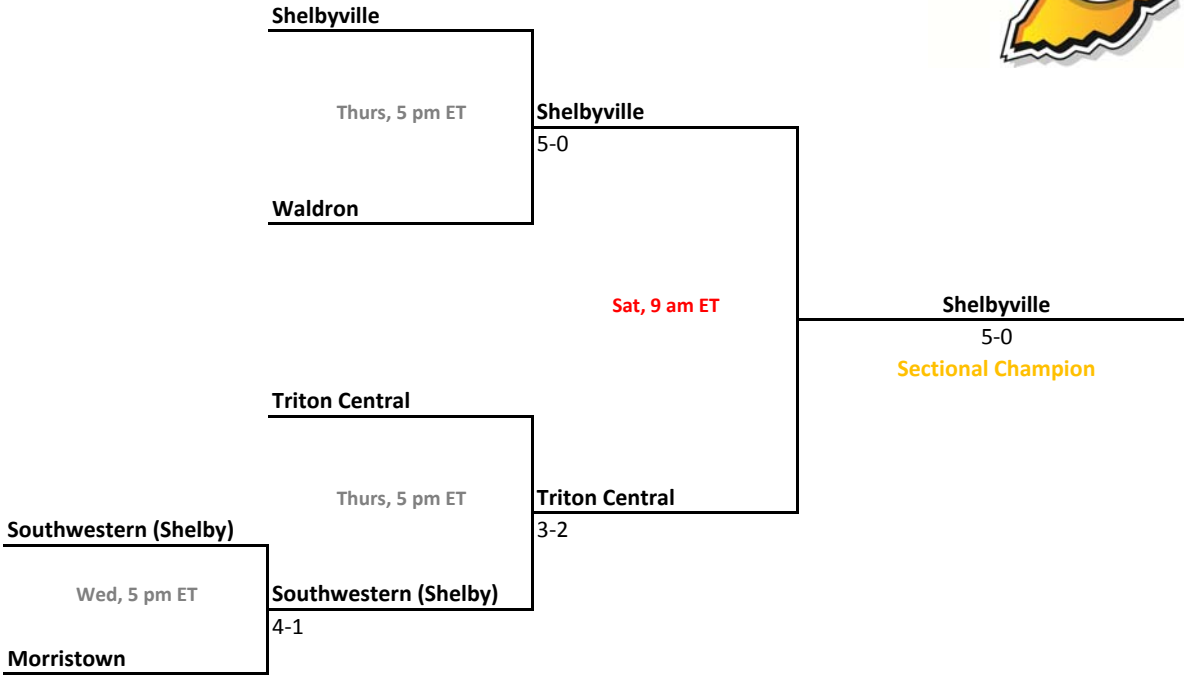 Shelbyville
Thurs, 5 pm ET
Shelbyville
5-0
Waldron
Sat, 9 am ET
Shelbyville
5-0
Sectional Champion
Triton Central
Thurs, 5 pm ET
Triton Central
3-2
Southwestern (Shelby)
Wed, 5 pm ET
Southwestern (Shelby)
4-1
Morristown